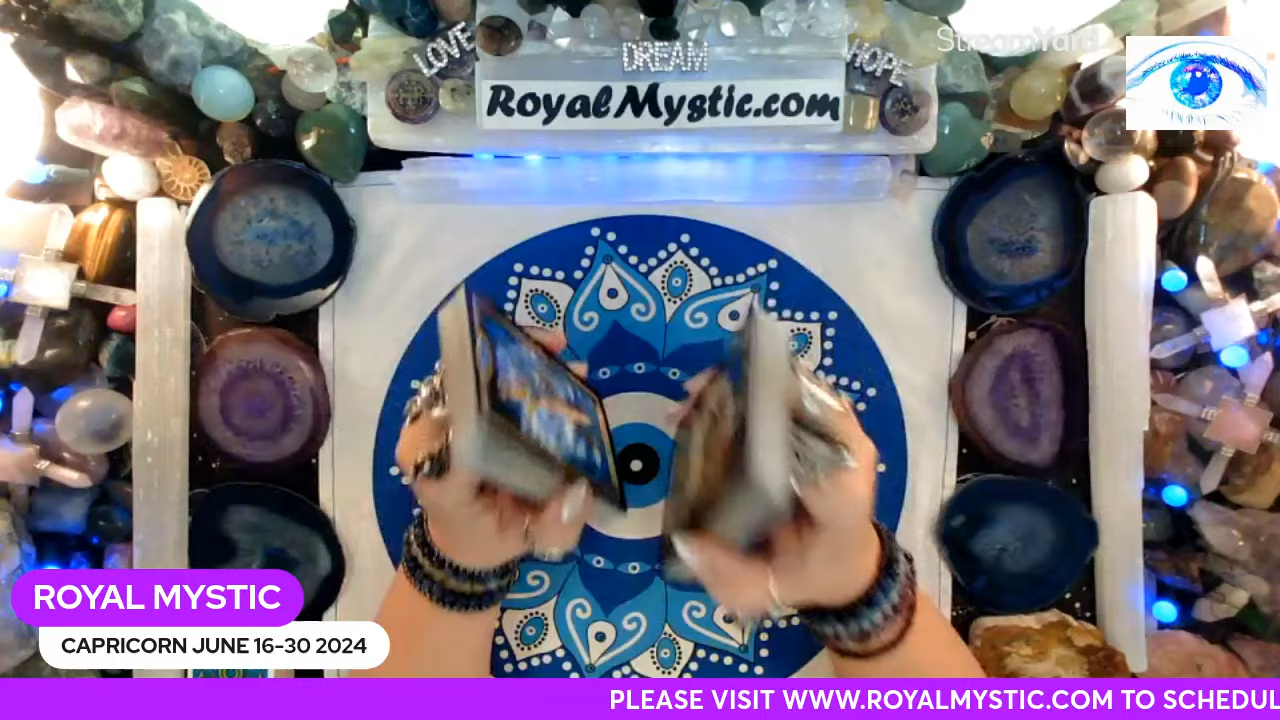 LOVE
DREAM
HOPE
StreamYard
RoyalMystic.com
ROYAL MYSTIC
CAPRICORN JUNE 16-30 2024
PLEASE VISIT WWW.ROYALMYSTIC.COM TO SCHEDUL